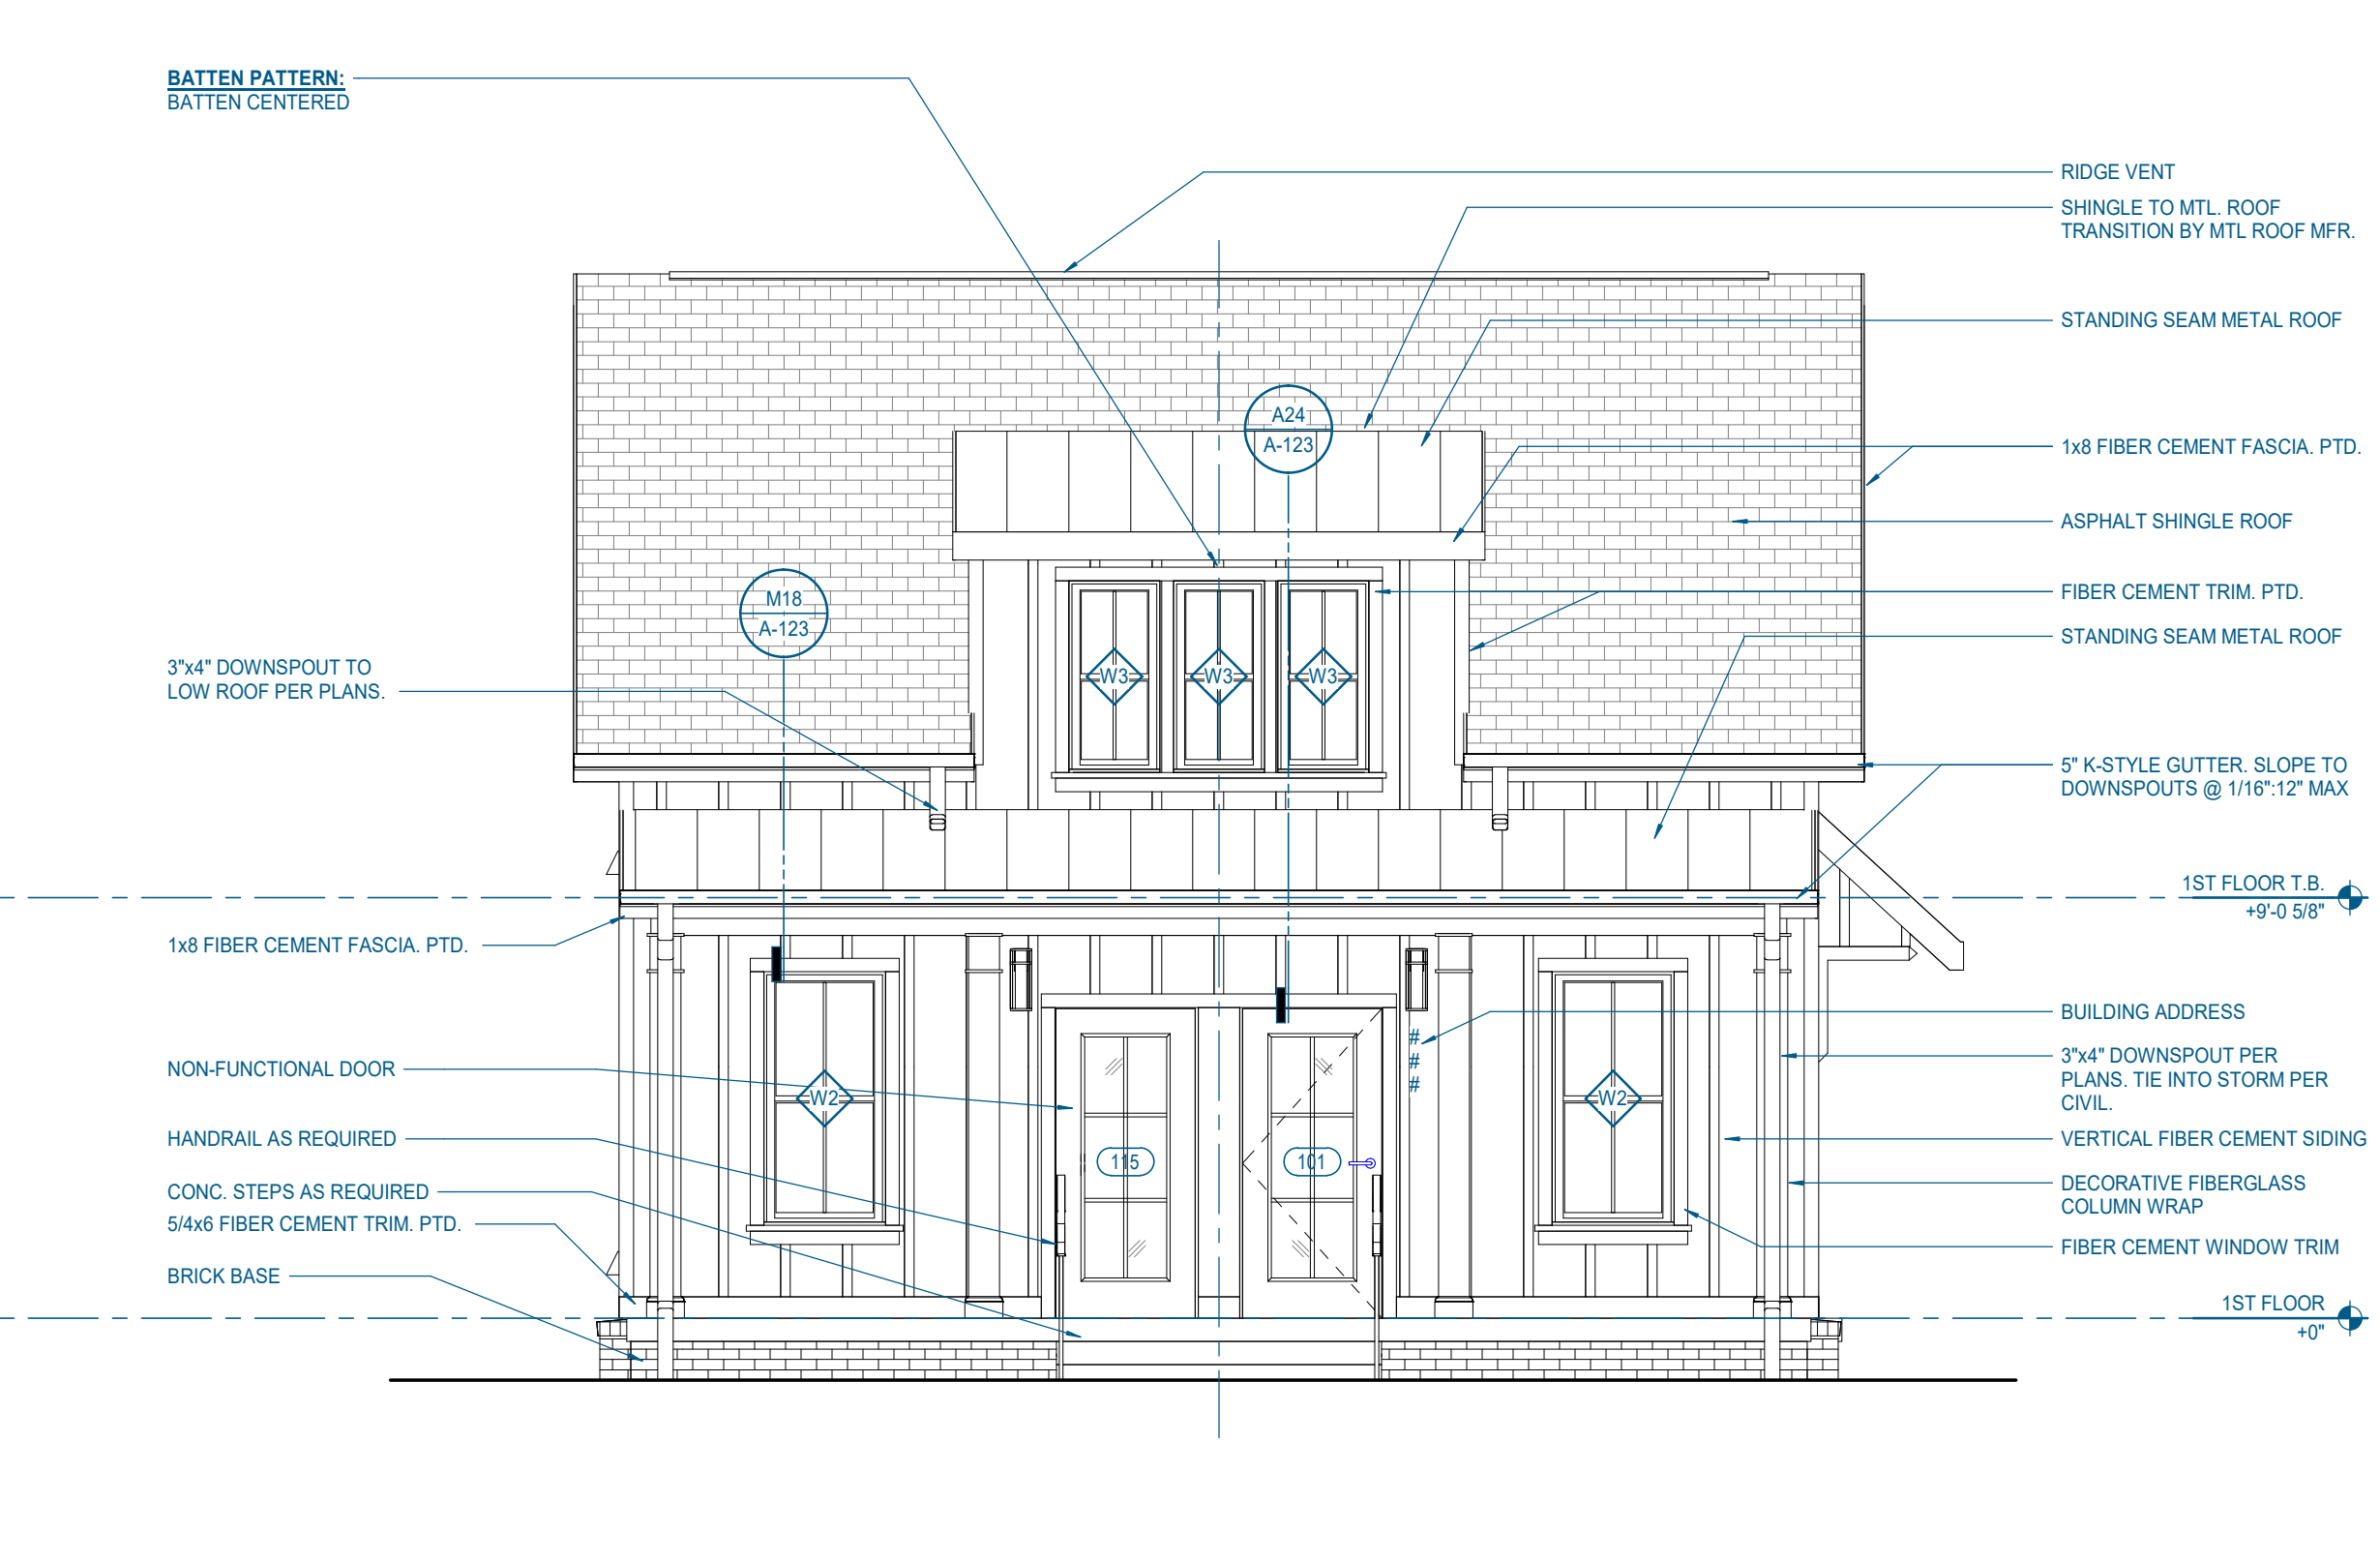 BATTEN PATTERN:
BATTEN CENTERED
RIDGE VENT
SHINGLE TO MTL. ROOF
TRANSITION BY MTL ROOF MFR.
STANDING SEAM METAL ROOF
A24
A-123
1x8 FIBER CEMENT FASCIA. PTD.
ASPHALT SHINGLE ROOF
FIBER CEMENT TRIM. PTD.
M18
A-123
STANDING SEAM METAL ROOF
3"x4" DOWNSPOUT TO
LOW ROOF PER PLANS.
W3
W3
W3
5" K-STYLE GUTTER. SLOPE TO
DOWNSPOUTS @ 1/16":12" MAX
1ST FLOOR T.B.
+9'-0 5/8"
1x8 FIBER CEMENT FASCIA. PTD.
BUILDING ADDRESS
#
#
#
3"x4" DOWNSPOUT PER
PLANS. TIE INTO STORM PER
CIVIL.
NON-FUNCTIONAL DOOR
W2
W2
HANDRAIL AS REQUIRED
VERTICAL FIBER CEMENT SIDING
115
101
CONC. STEPS AS REQUIRED
DECORATIVE FIBERGLASS
COLUMN WRAP
5/4x6 FIBER CEMENT TRIM. PTD.
FIBER CEMENT WINDOW TRIM
BRICK BASE
1ST FLOOR
+0"